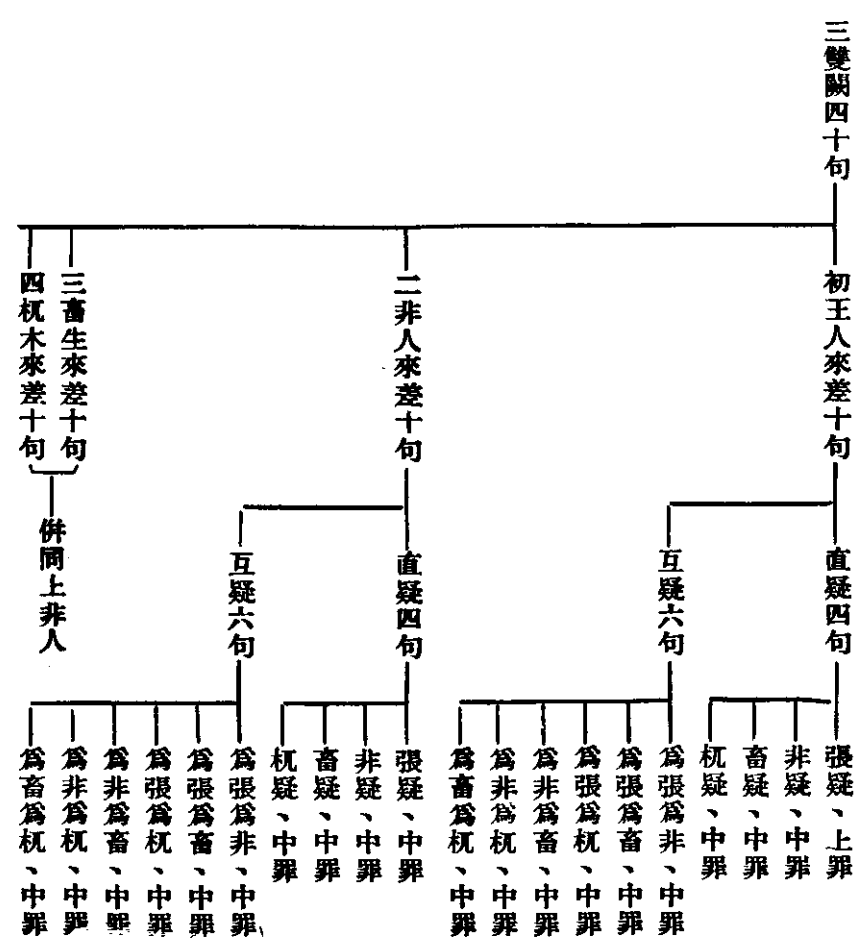 三雙闕四十句
初王人來差十句
直疑四句
張疑、上罪
非疑、中罪
畜疑、中罪
杌疑、中罪
互疑六句
為張為非、中罪
為張為畜、中罪
為張為杌、中罪
為非為畜、中罪
為非為杌、中罪
為畜為杌、中罪
二非人來差十句
直疑四句
張疑、中罪
非疑、中罪
畜疑、中罪
杌疑、中罪
互疑六句
為張為非、中罪
為張為畜、中罪
為張為杌、中罪
為非為畜、中罪
為非為杌、中罪
為畜為杌、中罪
三畜生來差十句
四杌木來差十句
併同上非人